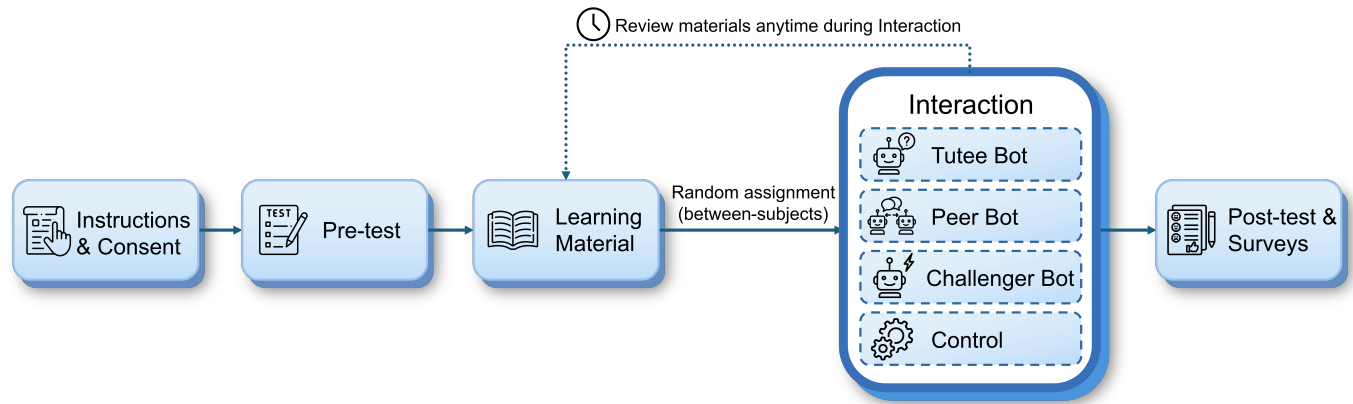 Review materials anytime during Interaction
Instructions
& Consent
TEST
Pre-test
Learning
Material
Random assignment
(between-subjects)
Interaction
?
Tutee Bot
Peer Bot
Challenger Bot
Control
Post-test &
Surveys